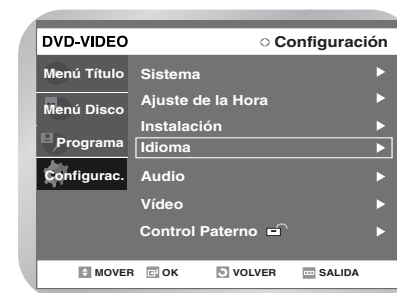 DVD-VIDEO
Configuración
Menú Título
Menú Disco
Programa
Configurac.
Sistema
Ajuste de la Hora
Instalación
Idioma
Audio
Vídeo
Control Paterno
MOVER OK VOLVER SALIDA